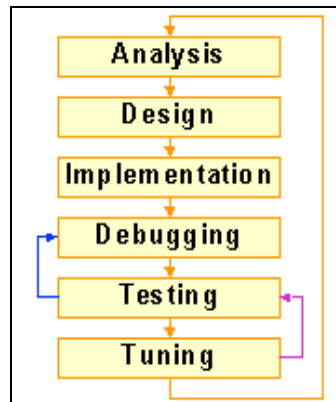 Analysis
Design
Implementation
Debugging
Testing
Tuning